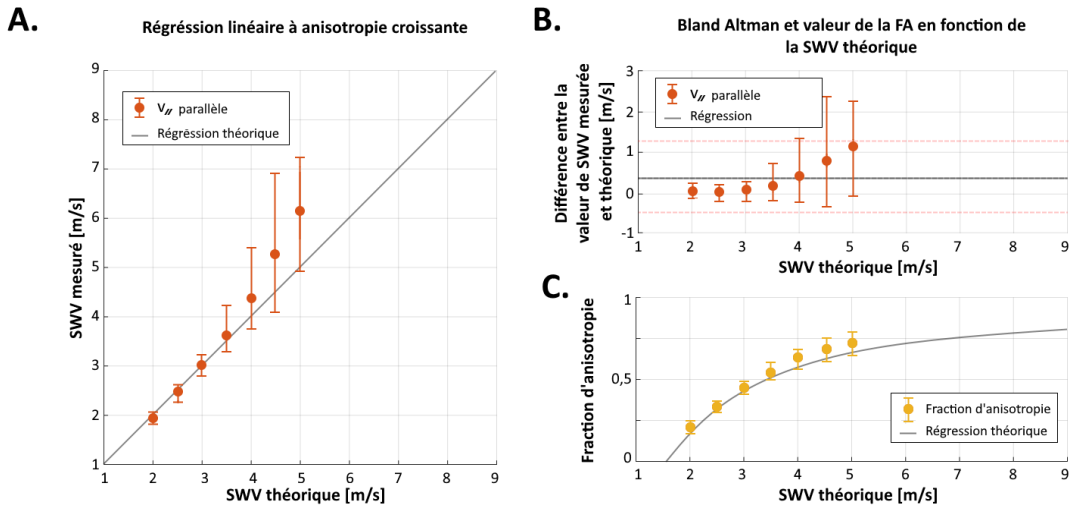 A.
Régréssion linéaire à anisotropie croissante
9
8
7
6
5
4
3
2
1
SWV mesuré [m/s]
V// parallèle
Régrèssion théorique
1 2 3 4 5 6 7 8 9
SWV théorique [m/s]
B.
Bland Altman et valeur de la FA en fonction de
la SWV théorique
Différence entre la
valeur de SWV mesurée
et théorique [m/s]
3
2
1
0
-1
V// parallèle
Régression
1 2 3 4 5 6 7 8 9
SWV théorique [m/s]
C.
Fraction d'anisotropie
1
0,5
0
Fraction d'anisotropie
Régression théorique
1 2 3 4 5 6 7 8 9
SWV théorique [m/s]